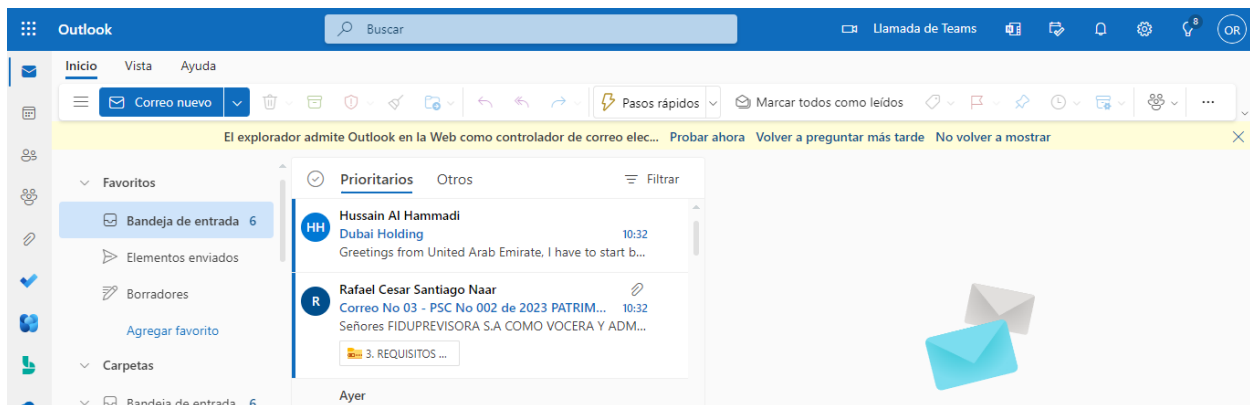 Outlook
Buscar
Llamada de Teams
8
OR
Inicio Vista Ayuda
Correo nuevo
Pasos rápidos
Marcar todos como leídos
El explorador admite Outlook en la Web como controlador de correo elec... Probar ahora Volver a preguntar más tarde No volver a mostrar
Favoritos
Bandeja de entrada 6
Elementos enviados
Borradores
Agregar favorito
Carpetas
Bandeja de entrada 6
Prioritarios Otros Filtrar
HH
Hussain Al Hammadi
Dubai Holding 10:32
Greetings from United Arab Emirate, I have to start b...
R
Rafael Cesar Santiago Naar
Correo No 03 - PSC No 002 de 2023 PATRIM... 10:32
Señores FIDUPREVISORA S.A COMO VOCERA Y ADM...
3. REQUISITOS ...
Ayer